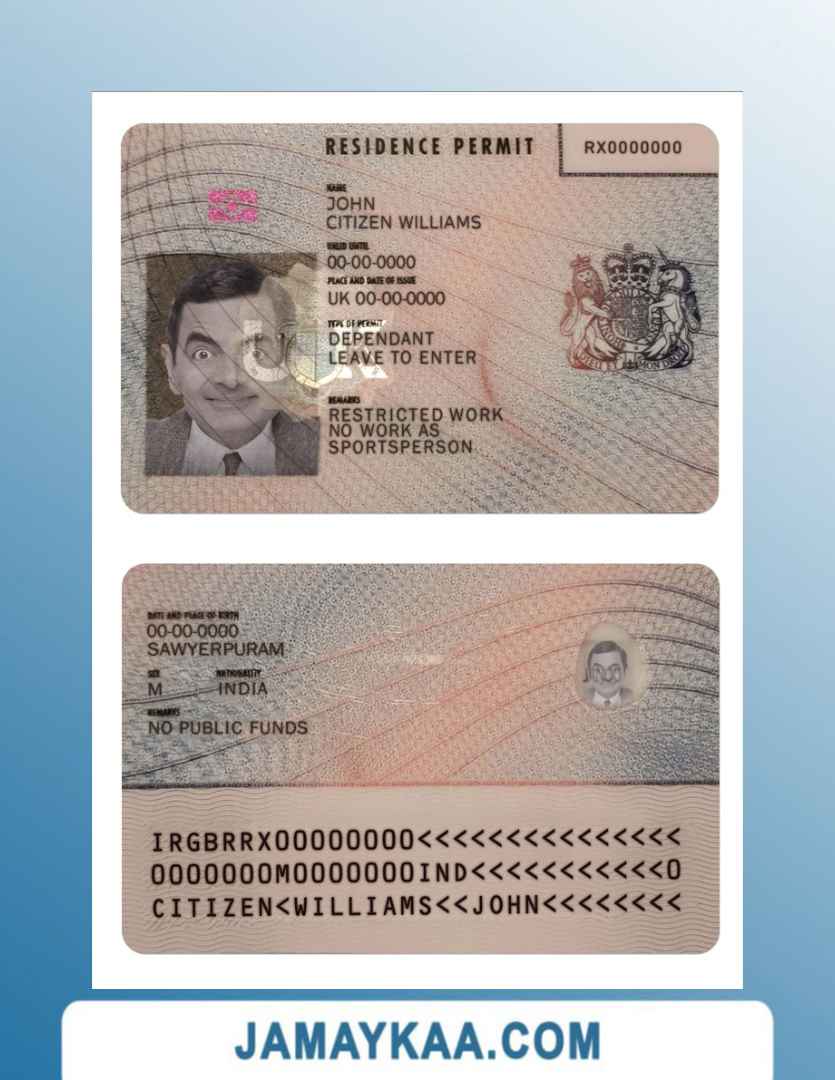 RESIDENCE PERMIT
RX0000000
NAME
JOHN
CITIZEN WILLIAMS
VALID UNTIL
00-00-0000
PLACE AND DATE OF ISSUE
UK 00-00-0000
TYPE OF PERMIT
DEPENDANT
LEAVE TO ENTER
REMARKS
RESTRICTED WORK
NO WORK AS
SPORTSPERSON
UK
DATE AND PLACE OF BIRTH
00-00-0000
SAWYERPURAM
SEX NATIONALITY
M INDIA
REMARKS
NO PUBLIC FUNDS
IRGBRRX00000000<<<<<<<<<<<<<<<
0000000M0000000IND<<<<<<<<<<<0
CITIZEN<WILLIAMS<<JOHN<<<<<<<<
JAMAYKAA.COM